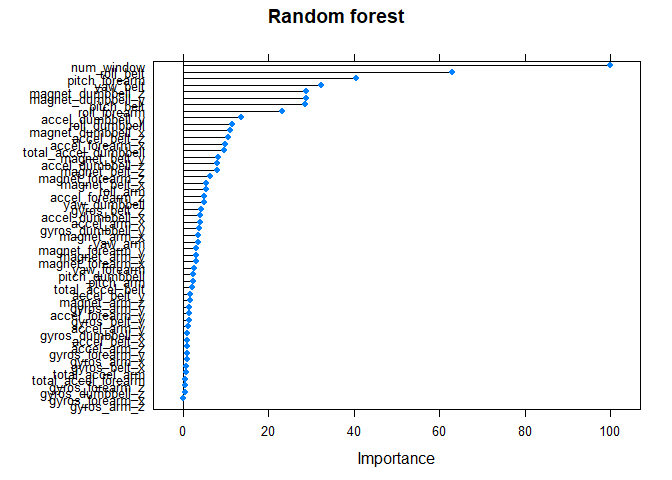 Random forest
num_window
roll_belt
pitch_forearm
yaw_belt
magnet_dumbbell_z
magnet_dumbbell_y
pitch_belt
roll_forearm
accel_dumbbell_y
roll_dumbbell
magnet_dumbbell_x
accel_belt_z
accel_forearm_x
total_accel_dumbbell
magnet_belt_y
accel_dumbbell_z
magnet_belt_z
magnet_forearm_z
magnet_belt_x
roll_arm
accel_forearm_z
yaw_dumbbell
gyros_belt_z
accel_dumbbell_x
accel_arm_x
gyros_dumbbell_y
magnet_arm_x
yaw_arm
magnet_forearm_y
magnet_arm_y
magnet_forearm_x
yaw_forearm
pitch_dumbbell
pitch_arm
total_accel_belt
accel_belt_y
magnet_arm_z
gyros_arm_y
accel_forearm_y
gyros_belt_y
accel_arm_y
gyros_dumbbell_x
accel_belt_x
accel_arm_z
gyros_forearm_y
gyros_arm_x
gyros_belt_x
total_accel_arm
total_accel_forearm
gyros_forearm_z
gyros_dumbbell_z
gyros_forearm_x
gyros_arm_z
0 20 40 60 80 100
Importance